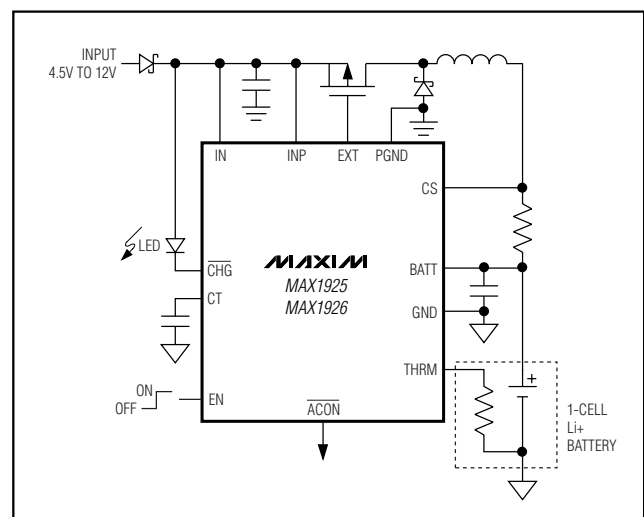 INPUT
4.5V TO 12V
IN
INP
EXT
PGND
CS
LED
CHG
MAXIM
BATT
MAX1925
CT
MAX1926
GND
THRM
ON
OFF
EN
ACON
+
1-CELL
Li+
BATTERY